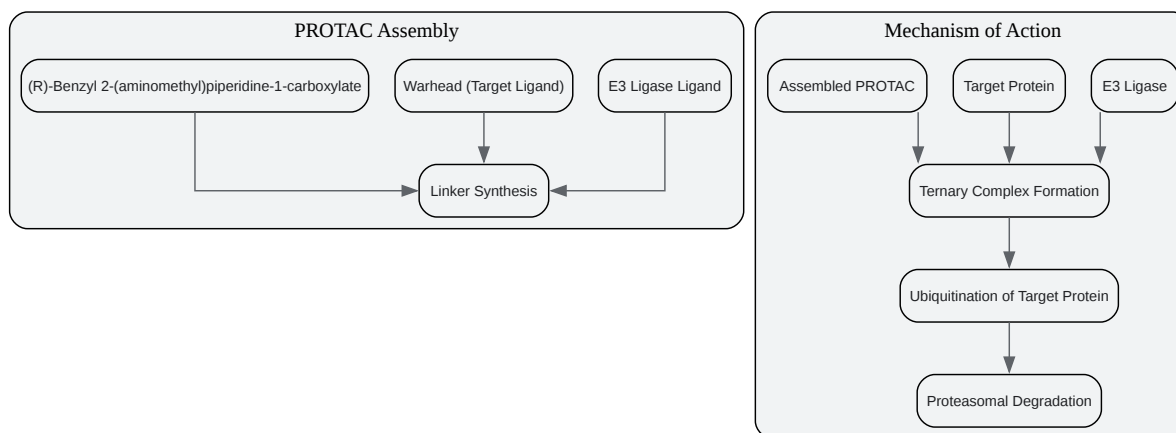 PROTAC Assembly
(R)-Benzyl 2-(aminomethyl)piperidine-1-carboxylate
Warhead (Target Ligand)
E3 Ligase Ligand
Linker Synthesis
Mechanism of Action
Assembled PROTAC
Target Protein
E3 Ligase
Ternary Complex Formation
Ubiquitination of Target Protein
Proteasomal Degradation